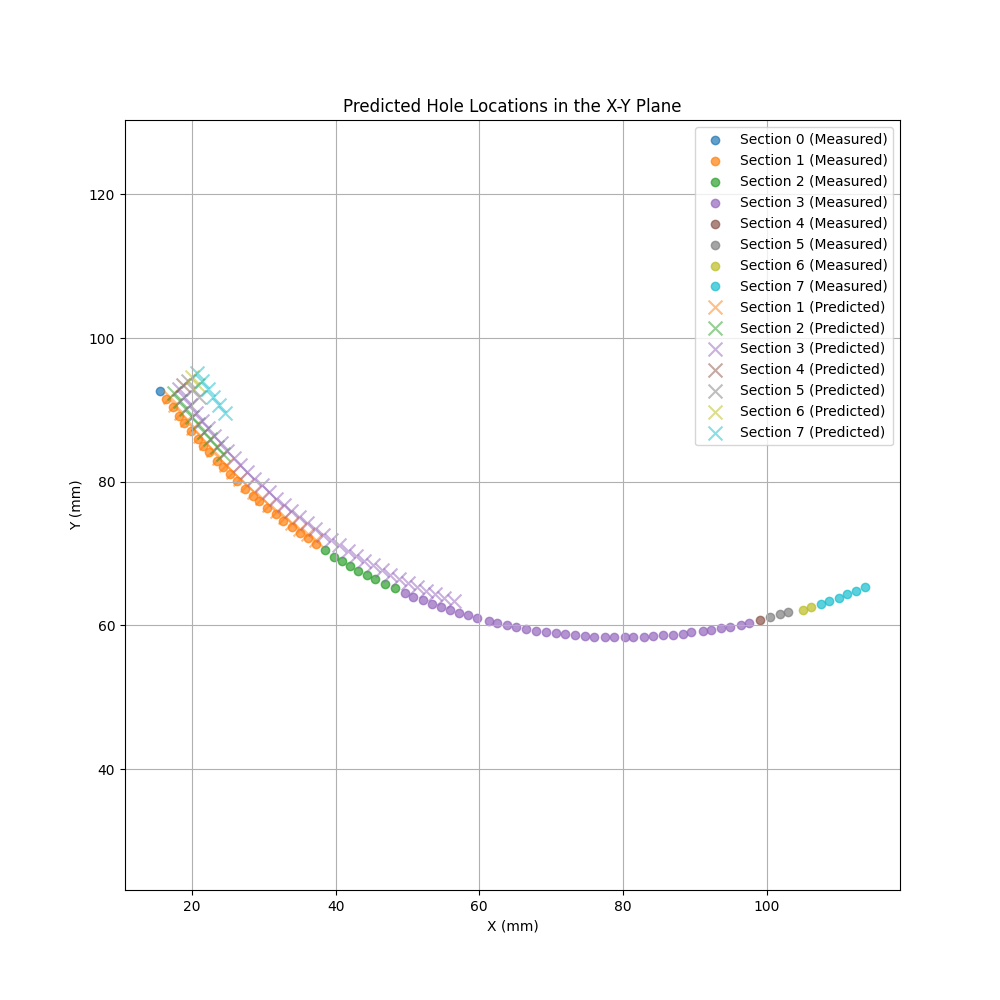 Predicted Hole Locations in the X-Y Plane
Section 0 (Measured)
Section 1 (Measured)
Section 2 (Measured)
Section 3 (Measured)
Section 4 (Measured)
Section 5 (Measured)
Section 6 (Measured)
Section 7 (Measured)
Section 1 (Predicted)
Section 2 (Predicted)
Section 3 (Predicted)
Section 4 (Predicted)
Section 5 (Predicted)
Section 6 (Predicted)
Section 7 (Predicted)
120
100
80
60
40
Y (mm)
20
40
60
80
100
X (mm)